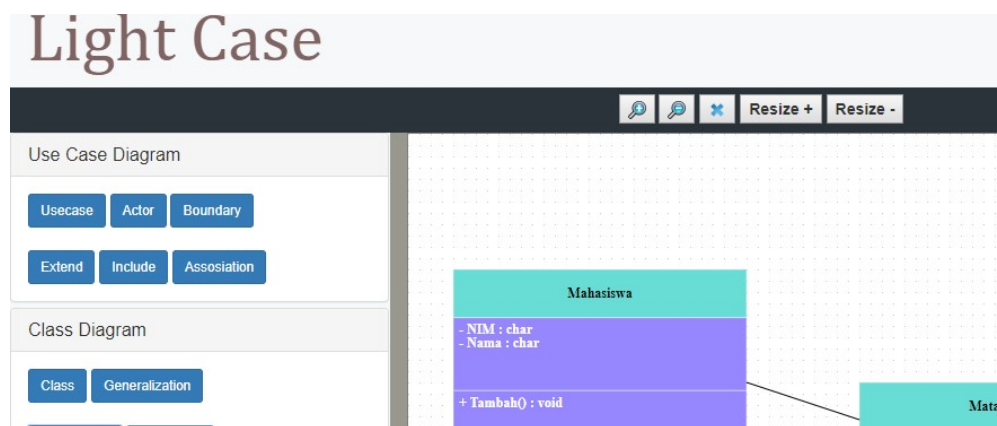 Light Case
Resize + Resize -
Use Case Diagram
Usecase Actor Boundary
Extend Include Assosiation
Class Diagram
Class Generalization
Mahasiswa
- NIM : char
- Nama : char
+ Tambah() : void
Mata